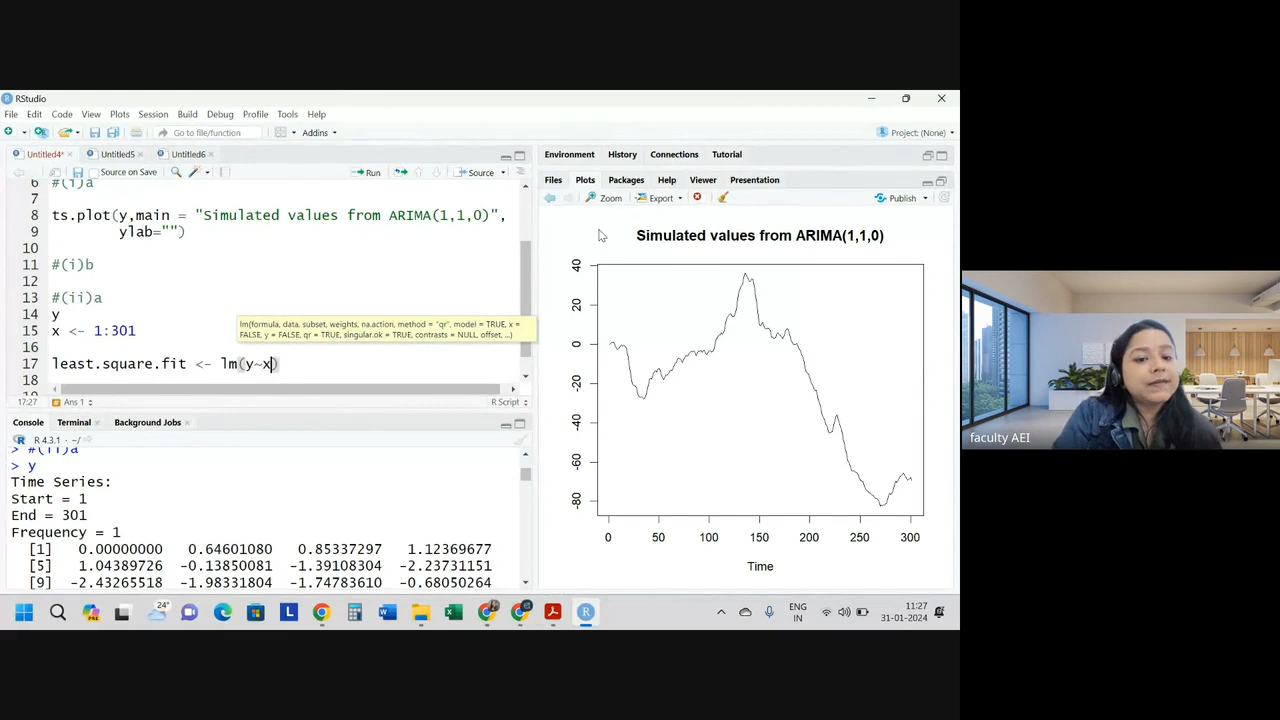 RStudio
File Edit Code View Plots Session Build Debug Profile Tools Help
Go to file/function Addins Project: (None)
Untitled4* Untitled5 Untitled6
Source on Save Run Source
6 #(i)a
7
8 ts.plot(y,main = "Simulated values from ARIMA(1,1,0)",
9 ylab="")
10
11 #(i)b
12
13 #(ii)a
14 y
15 x <- 1:301
16
17 least.square.fit <- lm(y~x)
18
lm(formula, data, subset, weights, na.action, method = "qr", model = TRUE, x =
FALSE, y = FALSE, qr = TRUE, singular.ok = TRUE, contrasts = NULL, offset, ...)
17:27 Ans 1 R Script
Console Terminal Background Jobs
R 4.3.1 · ~/
> #(ii)a
> y
Time Series:
Start = 1
End = 301
Frequency = 1
[1] 0.00000000 0.64601080 0.85337297 1.12369677
[5] 1.04389726 -0.13850081 -1.39108304 -2.23731151
[9] -2.43265518 -1.98331804 -1.74783610 -0.68050264
Environment History Connections Tutorial
Files Plots Packages Help Viewer Presentation
Zoom Export Publish
Simulated values from ARIMA(1,1,0)
40
20
0
-20
-40
-60
-80
0 50 100 150 200 250 300
Time
faculty AEI
24°
PRE
ENG
IN
11:27
31-01-2024